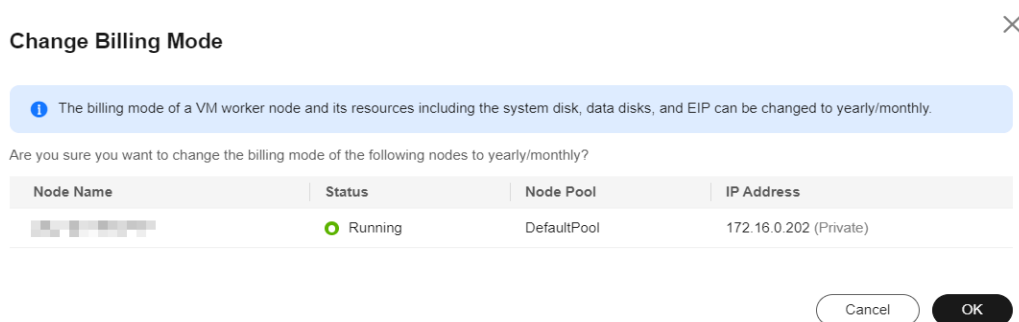 Change Billing Mode
The billing mode of a VM worker node and its resources including the system disk, data disks, and EIP can be changed to yearly/monthly.
Are you sure you want to change the billing mode of the following nodes to yearly/monthly?
Node Name Status Node Pool IP Address
Running DefaultPool 172.16.0.202 (Private)
Cancel OK